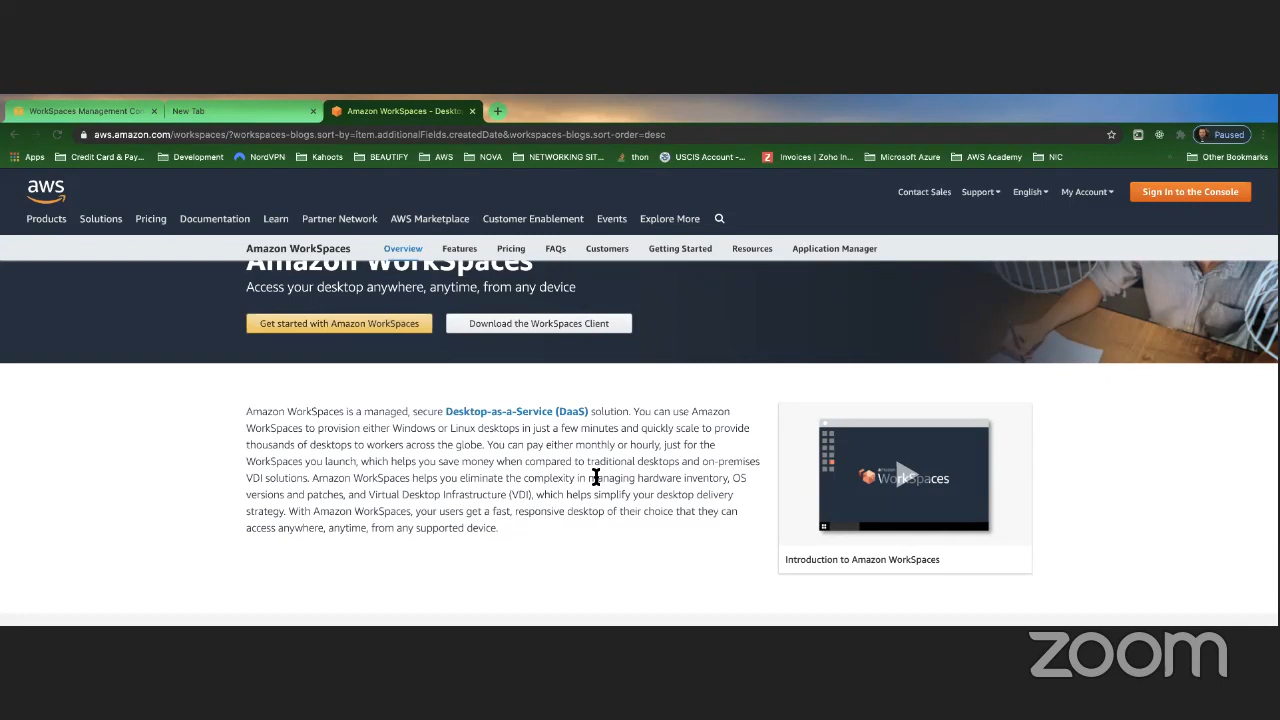 WorkSpaces Management Con
New Tab
Amazon WorkSpaces - Deskto
aws.amazon.com/workspaces/?workspaces-blogs.sort-by=item.additionalFields.createdDate&workspaces-blogs.sort-order=desc
Paused
Apps Credit Card & Pay... Development NordVPN Kahoots BEAUTIFY AWS NOVA NETWORKING SIT... thon USCIS Account -... Invoices | Zoho In... Microsoft Azure AWS Academy NIC Other Bookmarks
aws
Contact Sales Support English My Account Sign In to the Console
Products Solutions Pricing Documentation Learn Partner Network AWS Marketplace Customer Enablement Events Explore More
Amazon WorkSpaces Overview Features Pricing FAQs Customers Getting Started Resources Application Manager
Amazon WorkSpaces
Access your desktop anywhere, anytime, from any device
Get started with Amazon WorkSpaces Download the WorkSpaces Client
Amazon WorkSpaces is a managed, secure Desktop-as-a-Service (DaaS) solution. You can use Amazon
WorkSpaces to provision either Windows or Linux desktops in just a few minutes and quickly scale to provide
thousands of desktops to workers across the globe. You can pay either monthly or hourly, just for the
WorkSpaces you launch, which helps you save money when compared to traditional desktops and on-premises
VDI solutions. Amazon WorkSpaces helps you eliminate the complexity in managing hardware inventory, OS
versions and patches, and Virtual Desktop Infrastructure (VDI), which helps simplify your desktop delivery
strategy. With Amazon WorkSpaces, your users get a fast, responsive desktop of their choice that they can
access anywhere, anytime, from any supported device.
WorkSpaces
Introduction to Amazon WorkSpaces
zoom